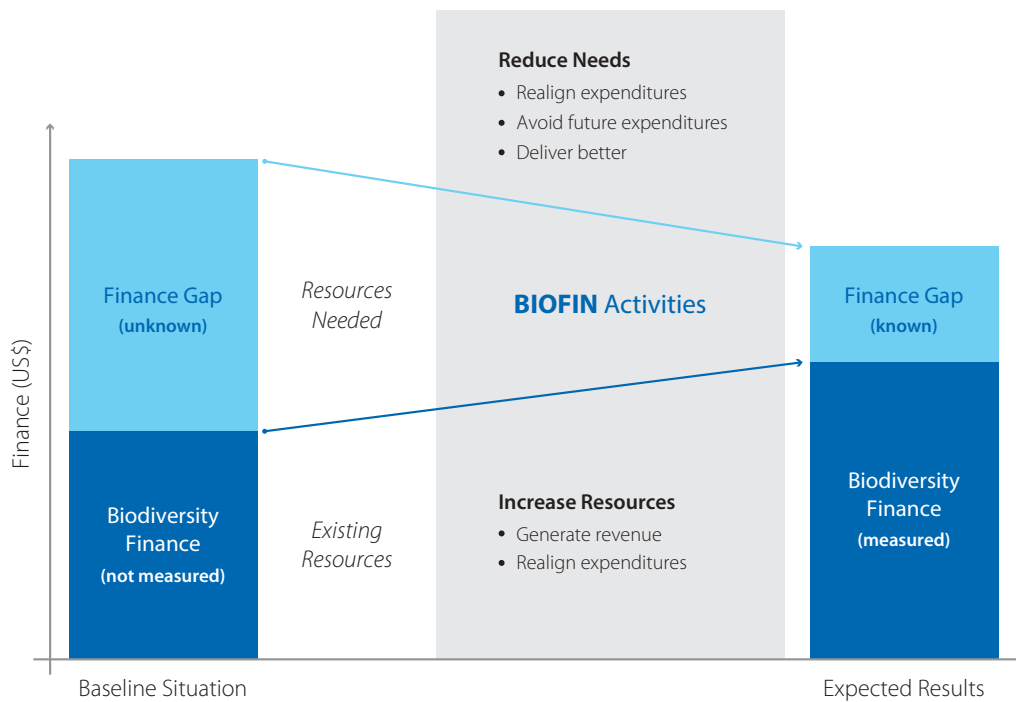 Reduce Needs
• Realign expenditures
• Avoid future expenditures
• Deliver better
Finance (US$)
Finance Gap
(unknown)
Resources
Needed
BIOFIN Activities
Finance Gap
(known)
Biodiversity
Finance
(not measured)
Existing
Resources
Increase Resources
• Generate revenue
• Realign expenditures
Biodiversity
Finance
(measured)
Baseline Situation
Expected Results